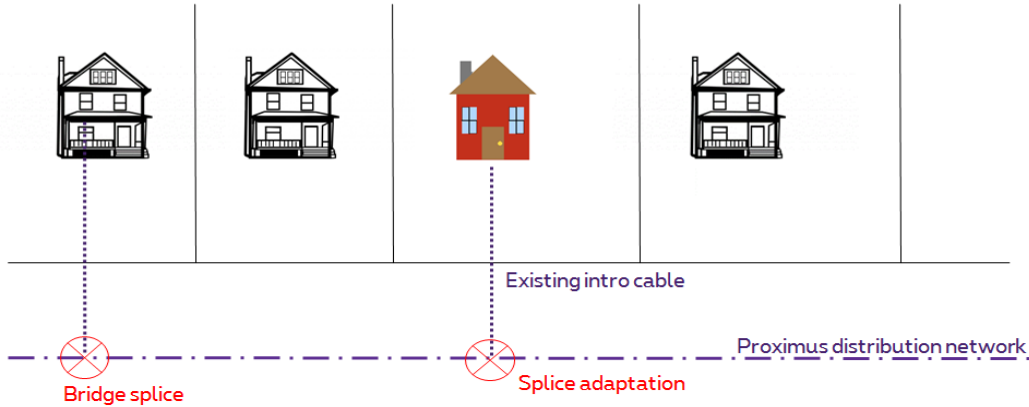 Existing intro cable
Proximus distribution network
Bridge splice
Splice adaptation